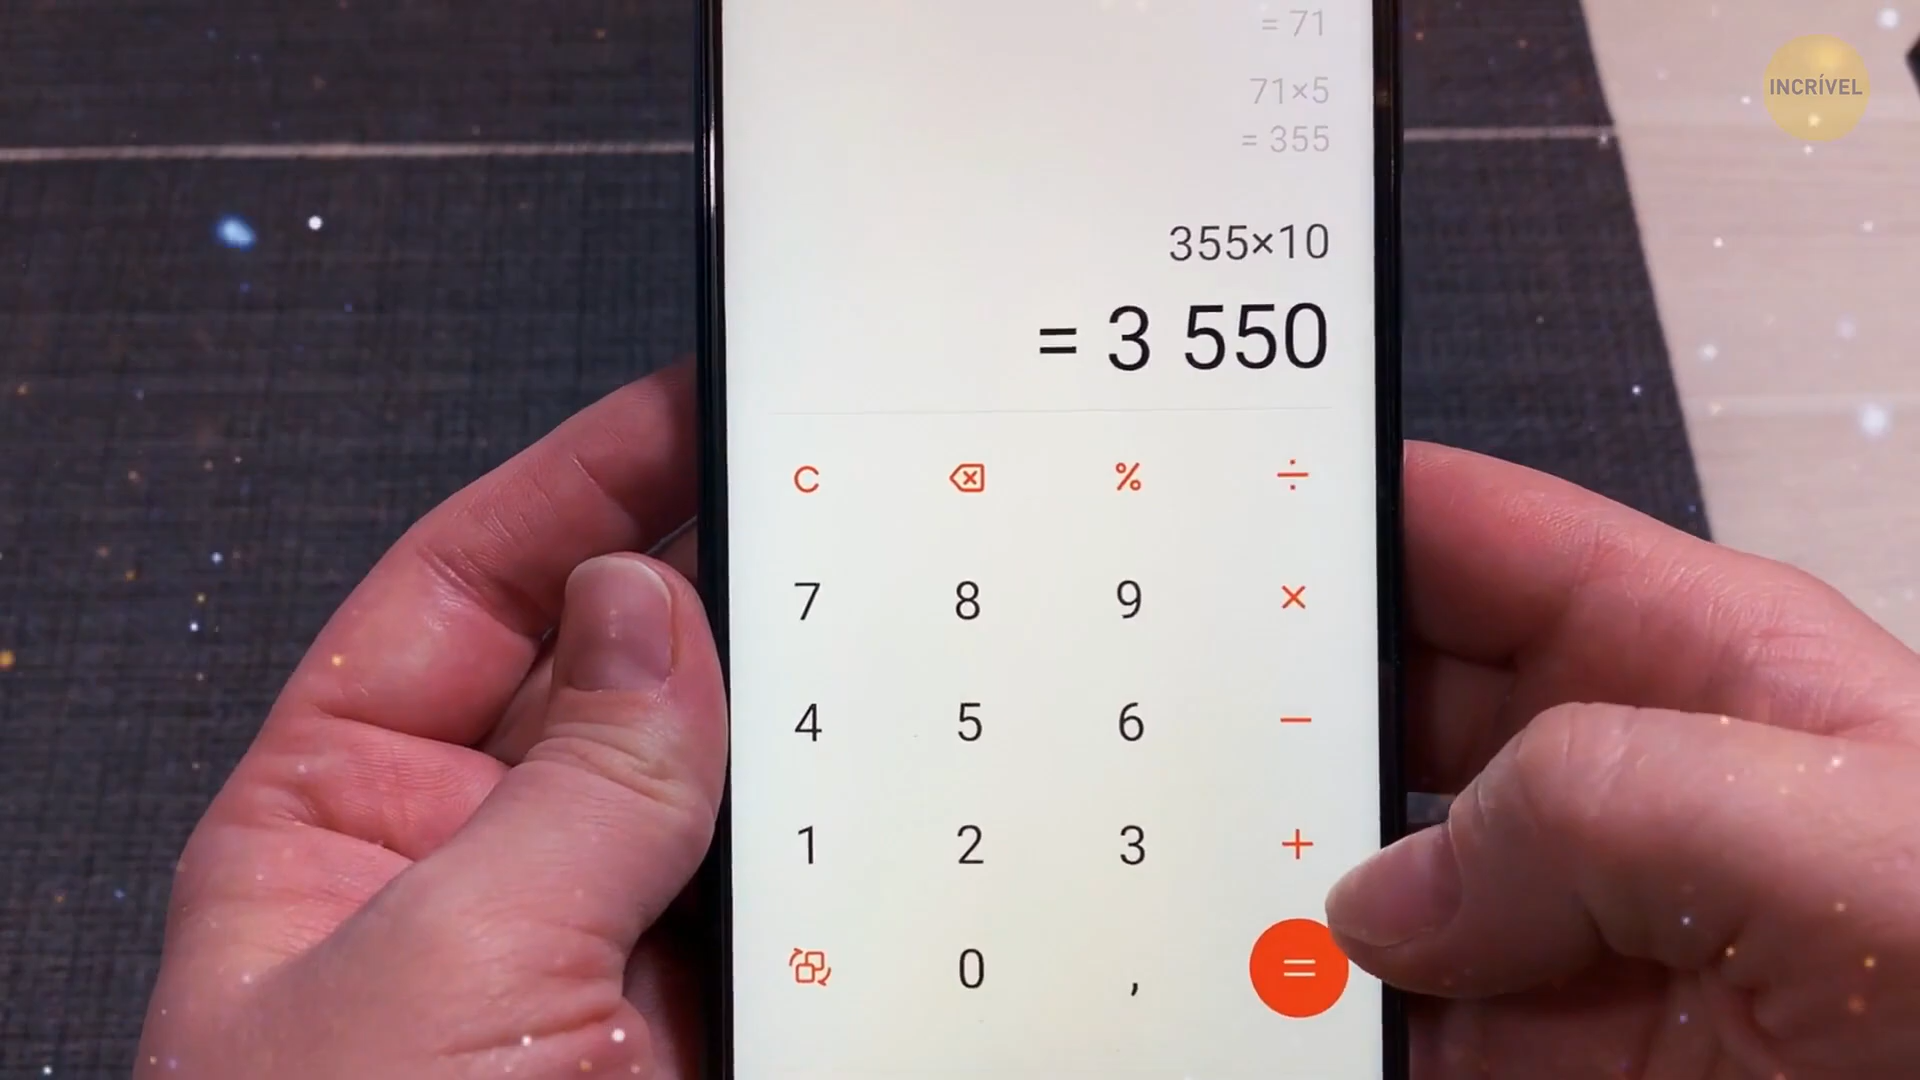 = 71
71×5
= 355
355×10
= 3 550
C % ÷
7 8 9 ×
4 5 6 −
1 2 3 +
0 , =
INCRÍVEL